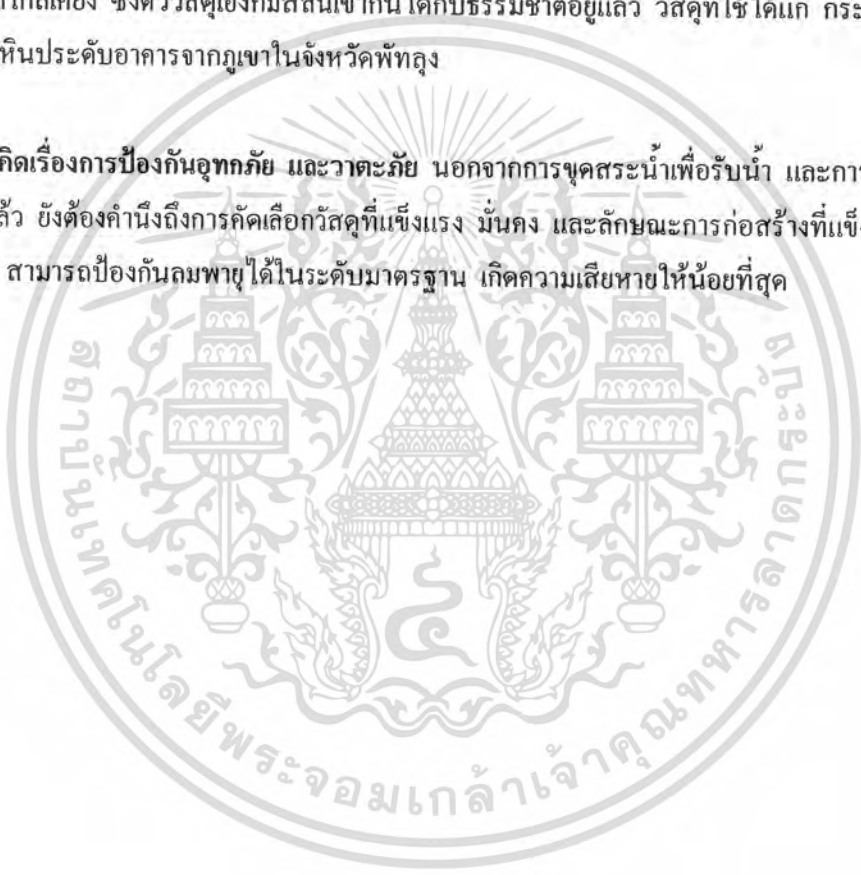 ซึ่งตัววัสดุเองก็มีสีสันเข้ากันได้กับธรรมชาติอยู่แล้ว วัสดุที่ใช้ได้แก่ กระ
หินประดับอาคารจากภูเขาในจังหวัดพัทลุง
คิดเรื่องการป้องกันอุทกภัย และวาตะภัย นอกจากการขุดสระน้ำเพื่อรับน้ำ และการ
ล้ว ยังต้องคำนึงถึงการคัดเลือกวัสดุที่แข็งแรง มั่นคง และลักษณะการก่อสร้างที่แข็ง
สามารถป้องกันลมพายุได้ในระดับมาตรฐาน เกิดความเสียหายให้น้อยที่สุด
สถาบันเทคโนโลยีพระจอมเกล้าเจ้าคุณทหารลาดกระบัง